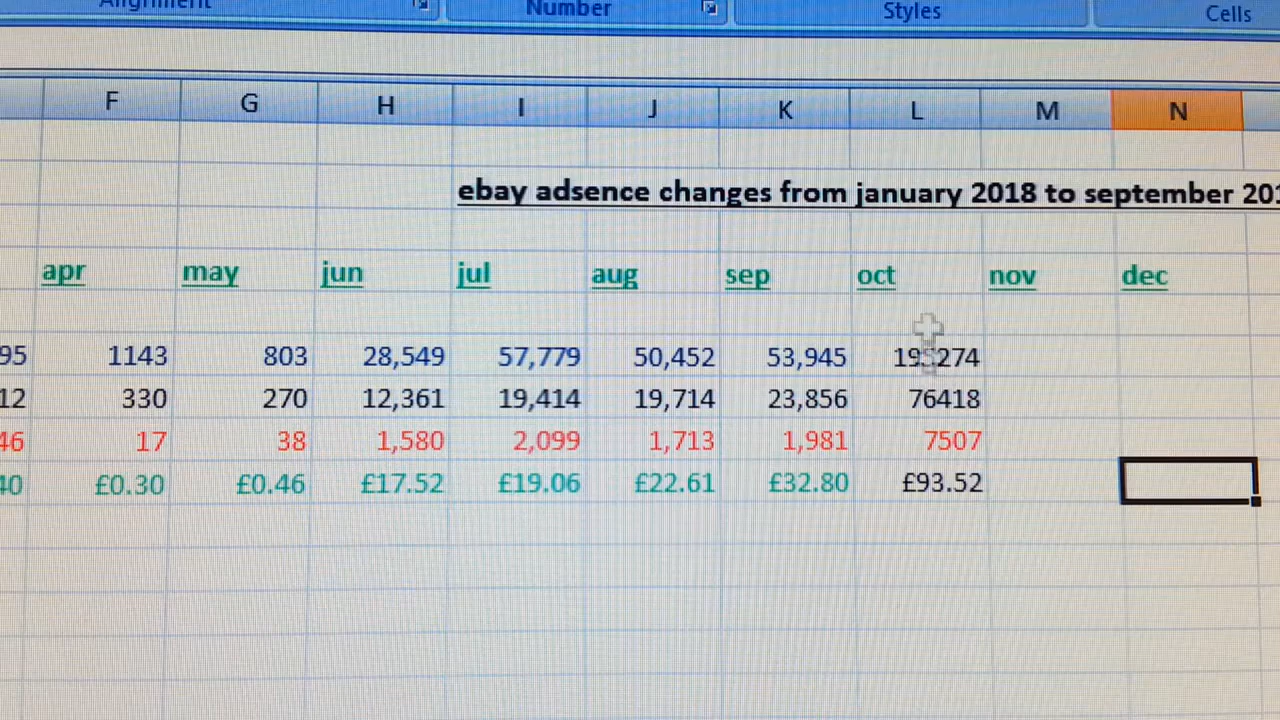 Alignment Number Styles Cells
F G H I J K L M N
ebay adsence changes from january 2018 to september 201
apr may jun jul aug sep oct nov dec
95 1143 803 28,549 57,779 50,452 53,945
12 330 270 12,361 19,414 19,714 23,856 76418
46 17 38 1,580 2,099 1,713 1,981 7507
40 £0.30 £0.46 £17.52 £19.06 £22.61 £32.80 £93.52